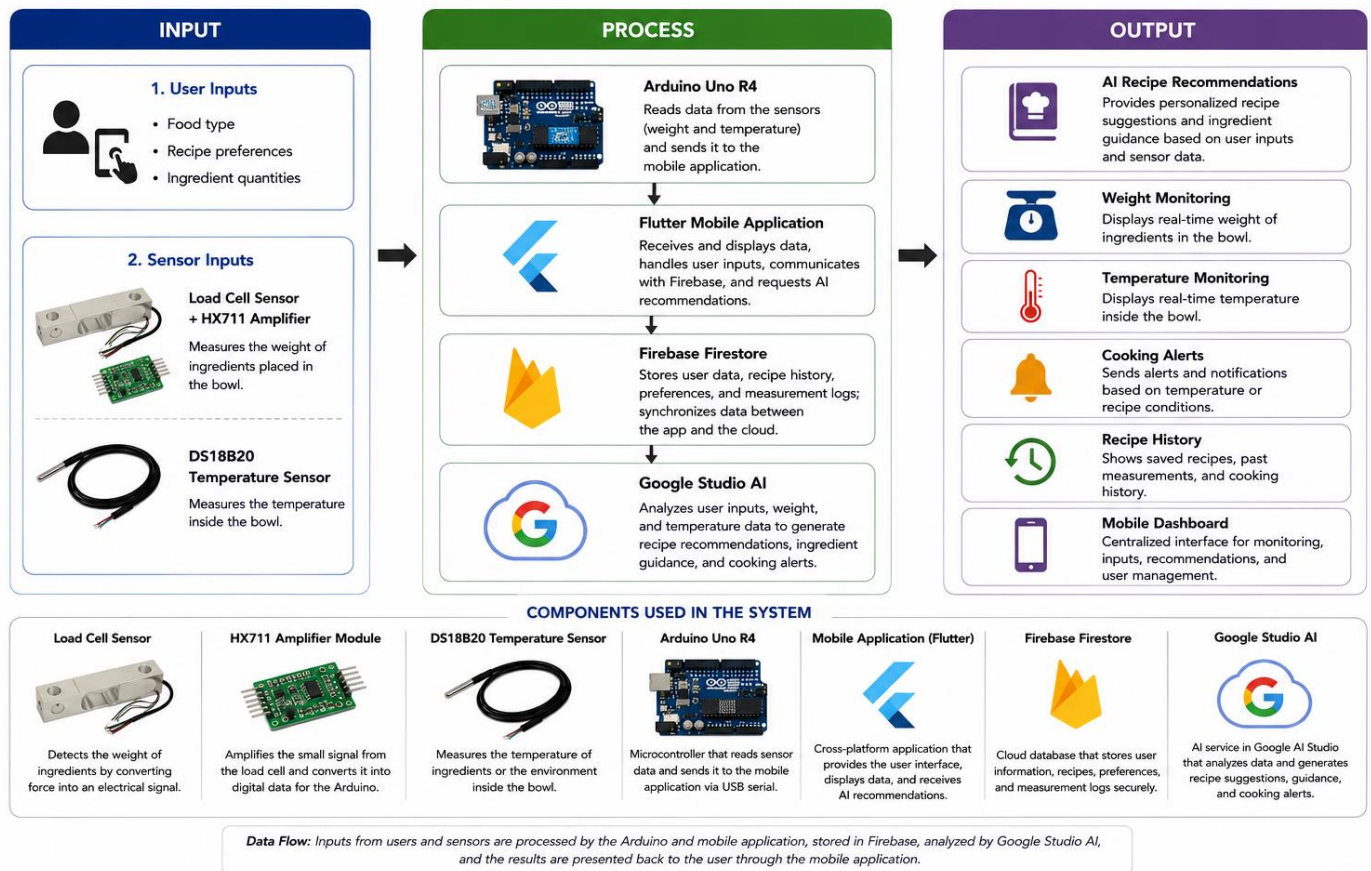 INPUT
1. User Inputs
• Food type
• Recipe preferences
• Ingredient quantities
2. Sensor Inputs
Load Cell Sensor
+ HX711 Amplifier
Measures the weight of
ingredients placed in
the bowl.
DS18B20
Temperature Sensor
Measures the temperature
inside the bowl.
PROCESS
Arduino Uno R4
Reads data from the sensors
(weight and temperature)
and sends it to the
mobile application.
Flutter Mobile Application
Receives and displays data,
handles user inputs, communicates
with Firebase, and requests AI
recommendations.
Firebase Firestore
Stores user data, recipe history,
preferences, and measurement logs;
synchronizes data between
the app and the cloud.
Google Studio AI
Analyzes user inputs, weight,
and temperature data to generate
recipe recommendations, ingredient
guidance, and cooking alerts.
OUTPUT
AI Recipe Recommendations
Provides personalized recipe
suggestions and ingredient
guidance based on user inputs
and sensor data.
Weight Monitoring
Displays real-time weight of
ingredients in the bowl.
Temperature Monitoring
Displays real-time temperature
inside the bowl.
Cooking Alerts
Sends alerts and notifications
based on temperature or
recipe conditions.
Recipe History
Shows saved recipes, past
measurements, and cooking
history.
Mobile Dashboard
Centralized interface for monitoring,
inputs, recommendations, and
user management.
COMPONENTS USED IN THE SYSTEM
Load Cell Sensor
Detects the weight of
ingredients by converting
force into an electrical signal.
HX711 Amplifier Module
Amplifies the small signal from
the load cell and converts it into
digital data for the Arduino.
DS18B20 Temperature Sensor
Measures the temperature of
ingredients or the environment
inside the bowl.
Arduino Uno R4
Microcontroller that reads sensor
data and sends it to the mobile
application via USB serial.
Mobile Application (Flutter)
Cross-platform application that
provides the user interface,
displays data, and receives
AI recommendations.
Firebase Firestore
Cloud database that stores user
information, recipes, preferences,
and measurement logs securely.
Google Studio AI
AI service in Google AI Studio
that analyzes data and generates
recipe suggestions, guidance,
and cooking alerts.
Data Flow: Inputs from users and sensors are processed by the Arduino and mobile application, stored in Firebase, analyzed by Google Studio AI,
and the results are presented back to the user through the mobile application.